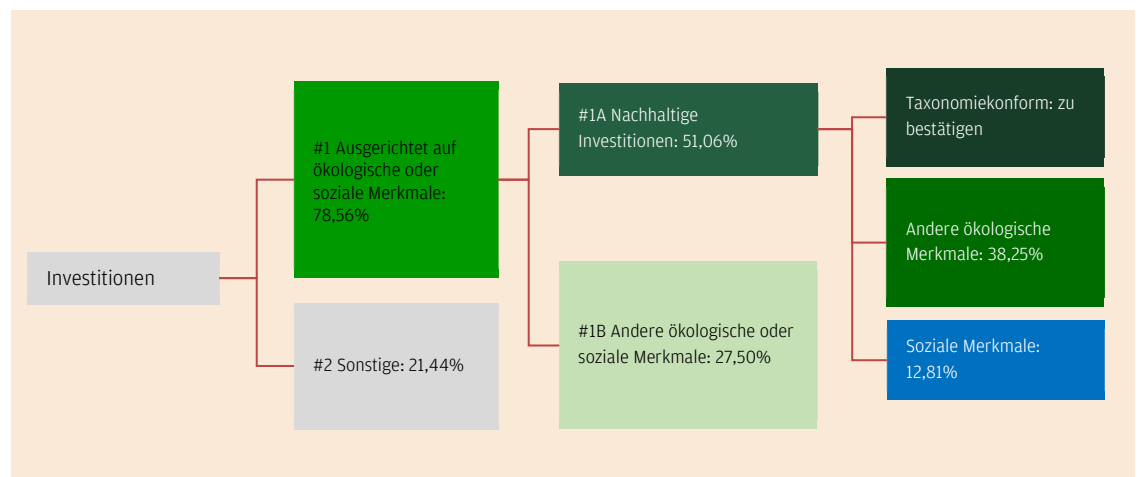 Investitionen
#1 Ausgerichtet auf
ökologische oder
soziale Merkmale:
78,56%
#2 Sonstige: 21,44%
#1A Nachhaltige
Investitionen: 51,06%
#1B Andere ökologische oder
soziale Merkmale: 27,50%
Taxonomiekonform: zu
bestätigen
Andere ökologische
Merkmale: 38,25%
Soziale Merkmale:
12,81%